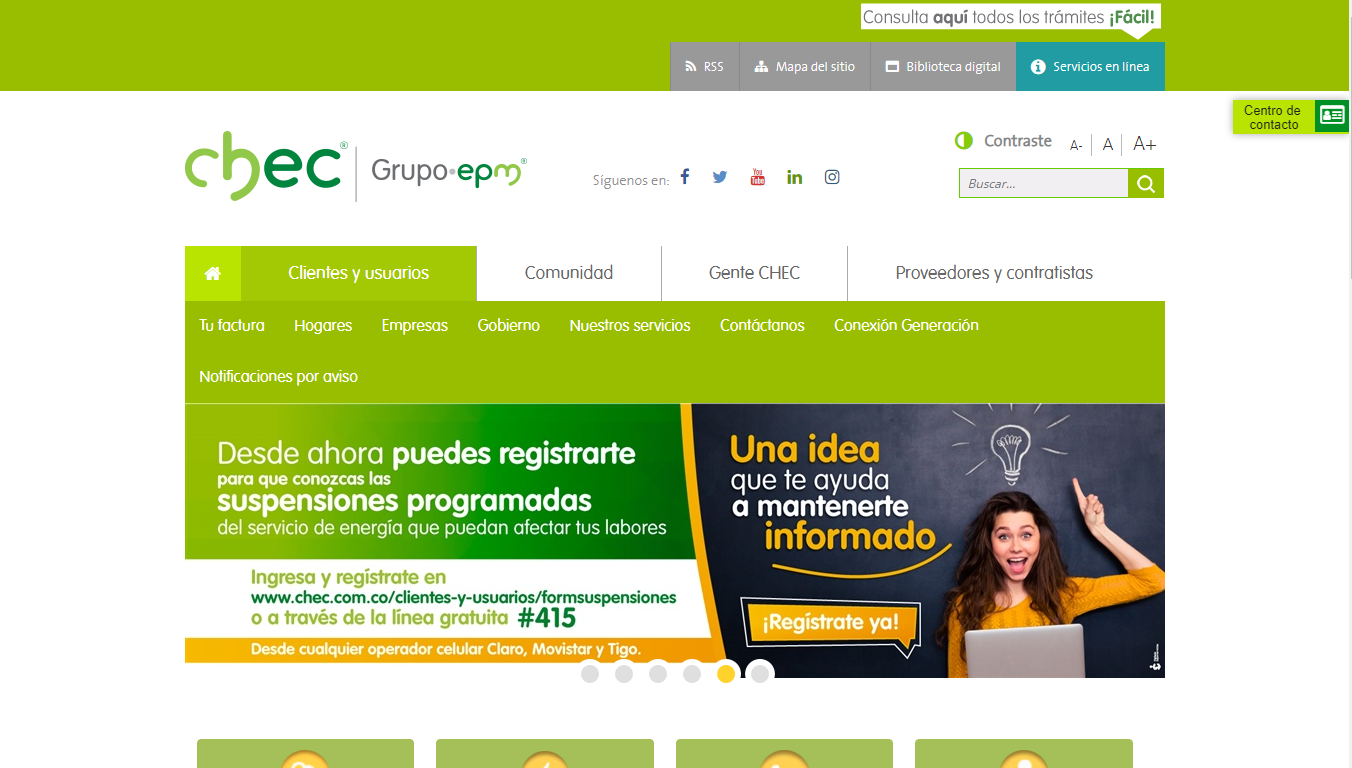 Consulta aquí todos los trámites ¡Fácil!
RSS
Mapa del sitio
Biblioteca digital
Servicios en línea
Centro de
contacto
chec® Grupo·epm®
Síguenos en:
You
Tube
Contraste
A-
A
A+
Buscar...
Clientes y usuarios
Comunidad
Gente CHEC
Proveedores y contratistas
Tu factura
Hogares
Empresas
Gobierno
Nuestros servicios
Contáctanos
Conexión Generación
Notificaciones por aviso
Desde ahora puedes registrarte
para que conozcas las
suspensiones programadas
del servicio de energía que puedan afectar tus labores
Ingresa y regístrate en
www.chec.com.co/clientes-y-usuarios/formsuspensiones
o a través de la línea gratuita #415
Desde cualquier operador celular Claro, Movistar y Tigo.
Una idea
que te ayuda
a mantenerte
informado
¡Regístrate ya!